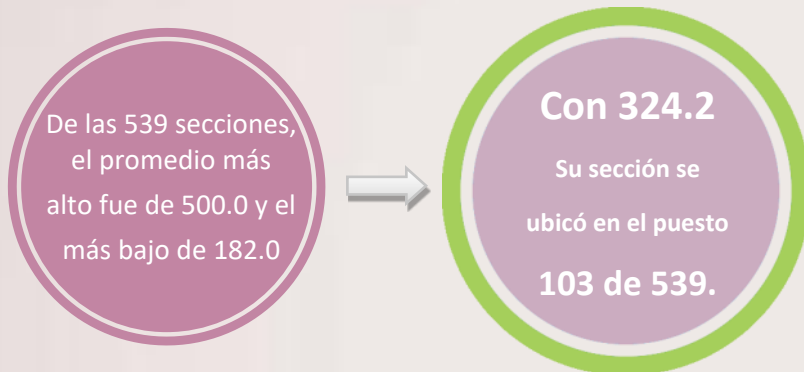 De las 539 secciones,
el promedio más
alto fue de 500.0 y el
más bajo de 182.0
Con 324.2
Su sección se
ubicó en el puesto
103 de 539.